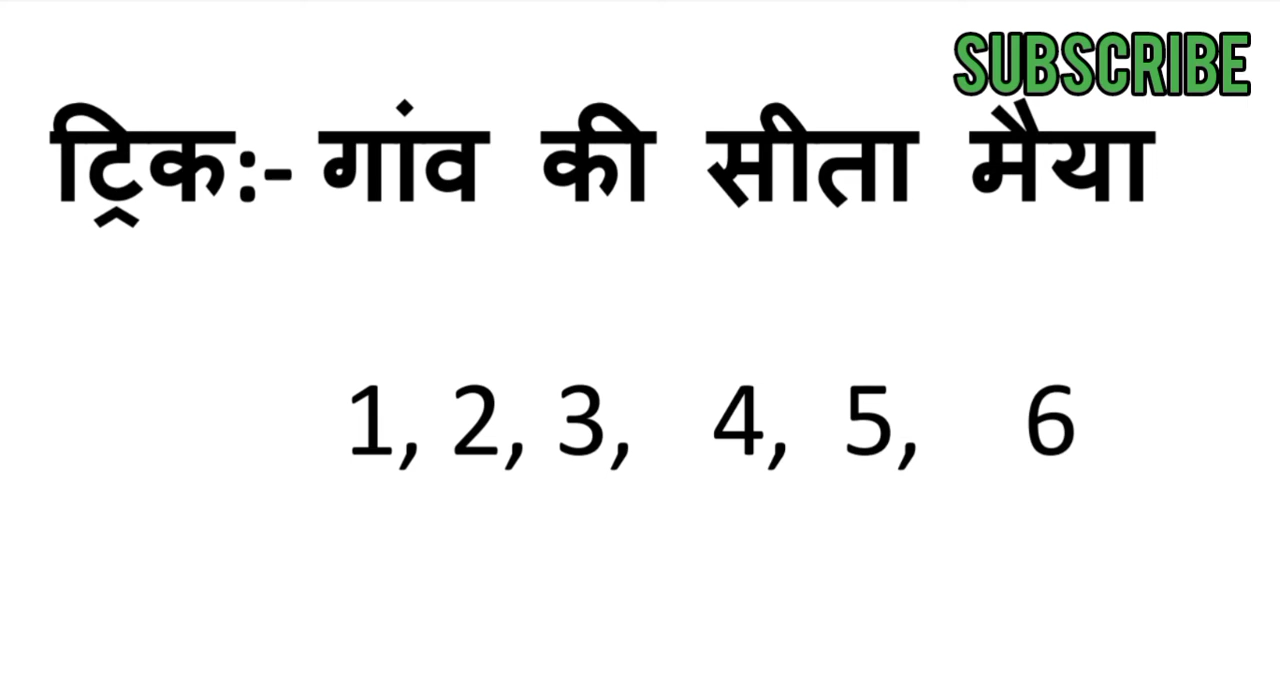 SUBSCRIBE
ट्रिक:- गांव की सीता मैया
1, 2, 3, 4, 5, 6